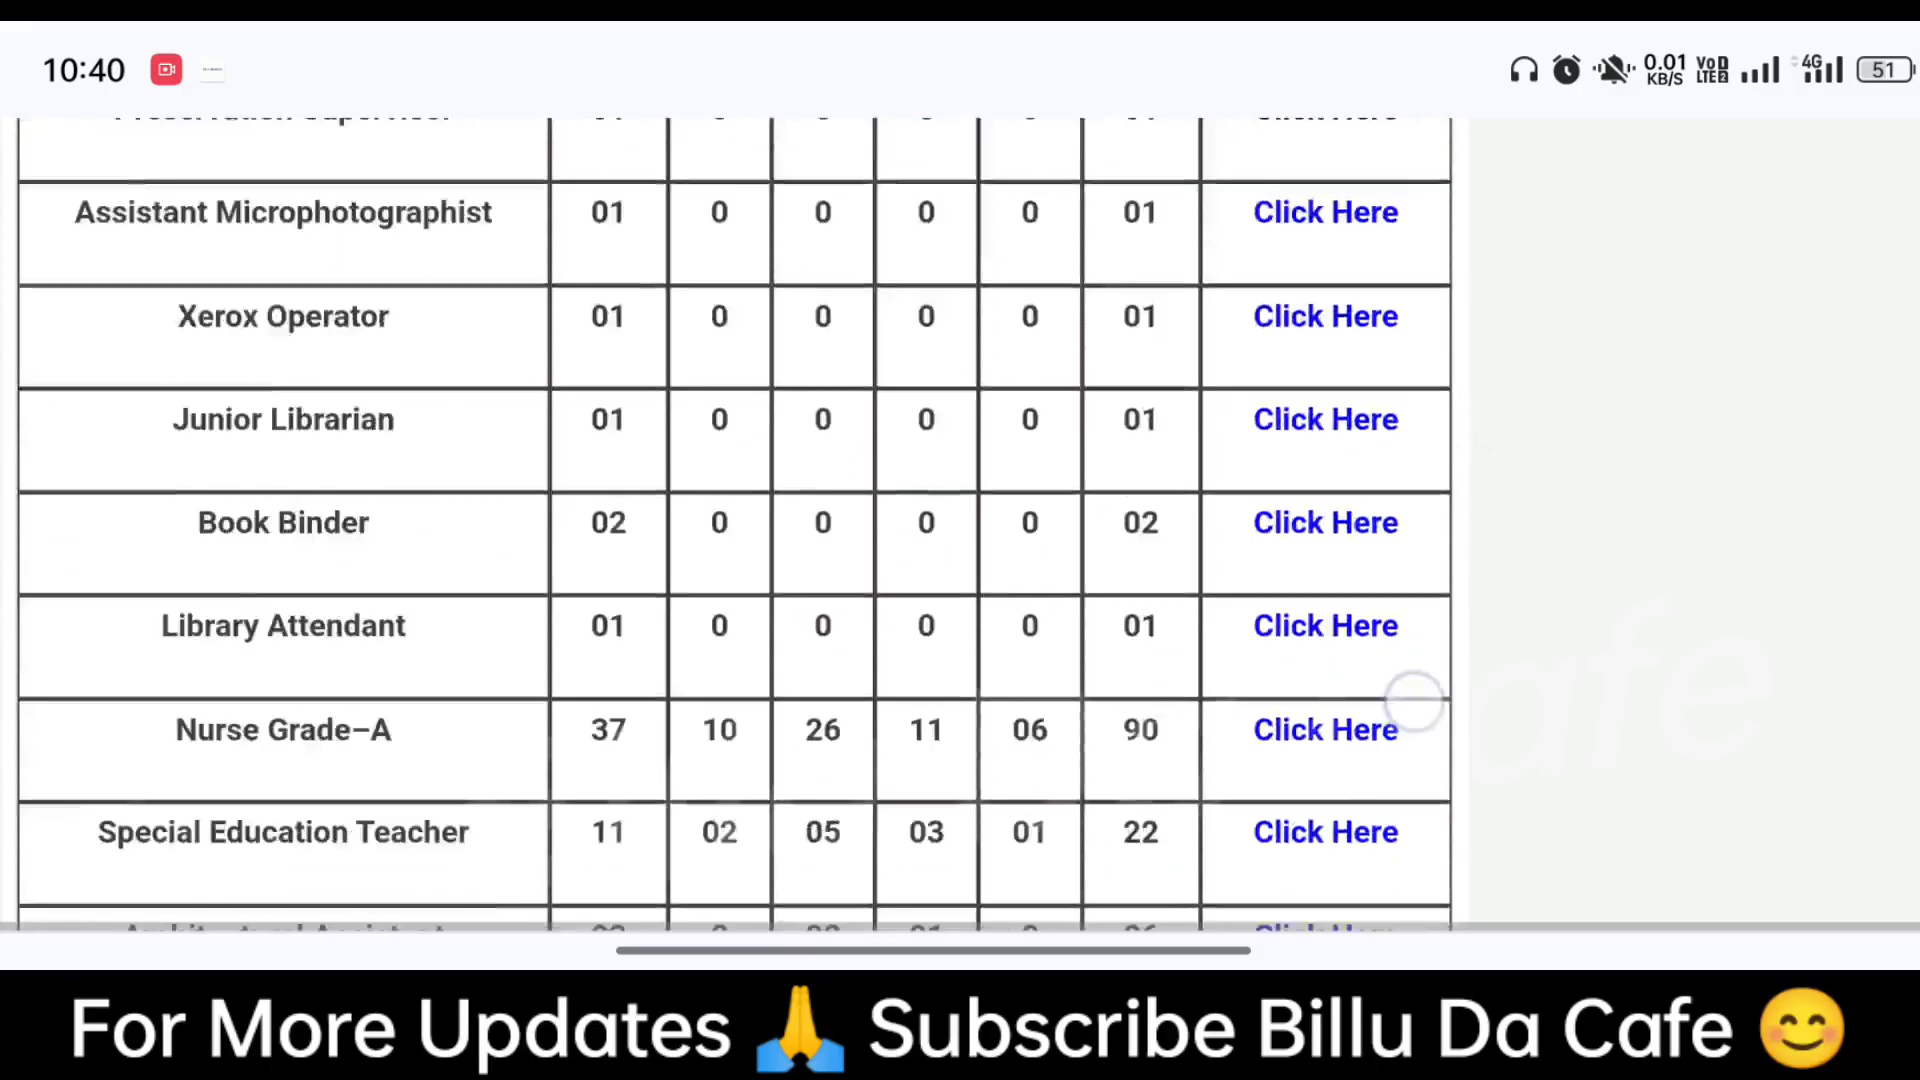 10:40 0.01 KB/S VoD LTE2 4G 51
Assistant Microphotographist 01 0 0 0 0 01 Click Here
Xerox Operator 01 0 0 0 0 01 Click Here
Junior Librarian 01 0 0 0 0 01 Click Here
Book Binder 02 0 0 0 0 02 Click Here
Library Attendant 01 0 0 0 0 01 Click Here
Nurse Grade–A 37 10 26 11 06 90 Click Here
Special Education Teacher 11 02 05 03 01 22 Click Here
For More Updates 🙏 Subscribe Billu Da Cafe 😊